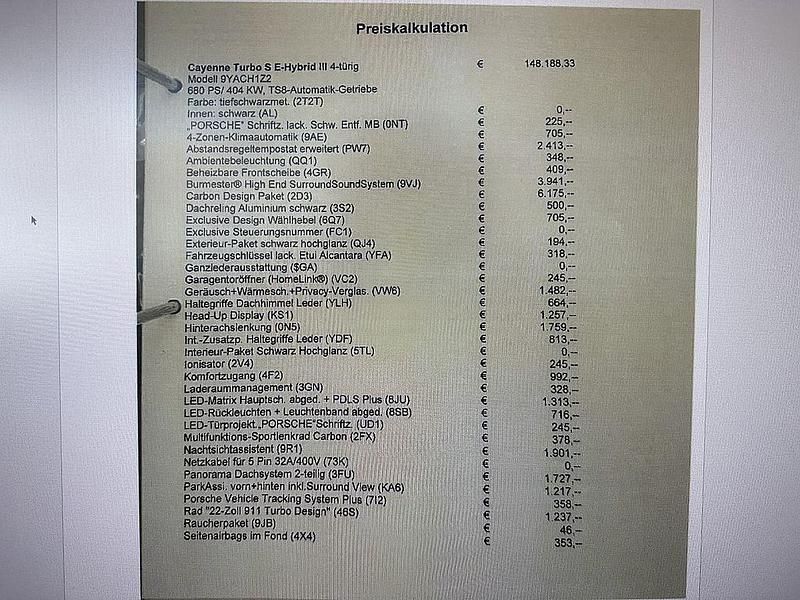 Preiskalkulation
Cayenne Turbo S E-Hybrid III 4-türig € 148.188,33
Modell 9YACH1Z2
680 PS/ 404 KW, TS8-Automatik-Getriebe
Farbe: tiefschwarzmet. (2T2T)
Innen: schwarz (AL) € 0,--
„PORSCHE" Schriftz. lack. Schw. Entf. MB (0NT) € 225,--
4-Zonen-Klimaautomatik (9AE) € 705,--
Abstandsregeltempostat erweitert (PW7) € 2.413,--
Ambientebeleuchtung (QQ1) € 348,--
Beheizbare Frontscheibe (4GR) € 409,--
Burmester® High End SurroundSoundSystem (9VJ) € 3.941,--
Carbon Design Paket (2D3) € 6.175,--
Dachreling Aluminium schwarz (3S2) € 500,--
Exclusive Design Wählhebel (6Q7) € 705,--
Exclusive Steuerungsnummer (FC1) € 0,--
Exterieur-Paket schwarz hochglanz (QJ4) € 194,--
Fahrzeugschlüssel lack. Etui Alcantara (YFA) € 318,--
Ganzlederausstattung ($GA) € 0,--
Garagentoröffner (HomeLink®) (VC2) € 245,--
Geräusch+Wärmesch.+Privacy-Verglas. (VW6) € 1.482,--
Haltegriffe Dachhimmel Leder (YLH) € 664,--
Head-Up Display (KS1) € 1.257,--
Hinterachslenkung (0N5) € 1.759,--
Int.-Zusatzp. Haltegriffe Leder (YDF) € 813,--
Interieur-Paket Schwarz Hochglanz (5TL) € 0,--
Ionisator (2V4) € 245,--
Komfortzugang (4F2) € 992,--
Laderaummanagement (3GN) € 328,--
LED-Matrix Hauptsch. abged. + PDLS Plus (8JU) € 1.313,--
LED-Rückleuchten + Leuchtenband abged. (8SB) € 716,--
LED-Türprojekt.„PORSCHE"Schriftz. (UD1) € 245,--
Multifunktions-Sportlenkrad Carbon (2FX) € 378,--
Nachtsichtassistent (9R1) € 1.901,--
Netzkabel für 5 Pin 32A/400V (73K) € 0,--
Panorama Dachsystem 2-teilig (3FU) € 1.727,--
ParkAssi. vorn+hinten inkl.Surround View (KA6) € 1.217,--
Porsche Vehicle Tracking System Plus (7I2) € 358,--
Rad "22-Zoll 911 Turbo Design" (46S) € 1.237,--
Raucherpaket (9JB) € 46,--
Seitenairbags im Fond (4X4) € 353,--